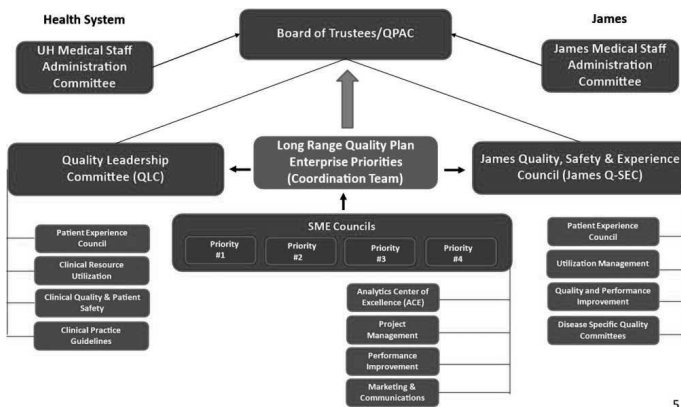 Health System
James
Board of Trustees/QPAC
UH Medical Staff
Administration
Committee
James Medical Staff
Administration
Committee
Quality Leadership
Committee (QLC)
Long Range Quality Plan
Enterprise Priorities
(Coordination Team)
James Quality, Safety & Experience
Council (James Q-SEC)
SME Councils
Priority
#1
Priority
#2
Priority
#3
Priority
#4
Patient Experience
Council
Clinical Resource
Utilization
Clinical Quality & Patient
Safety
Clinical Practice
Guidelines
Analytics Center of
Excellence (ACE)
Project
Management
Performance
Improvement
Marketing &
Communications
Patient Experience
Council
Utilization Management
Quality and Performance
Improvement
Disease Specific Quality
Committees
5